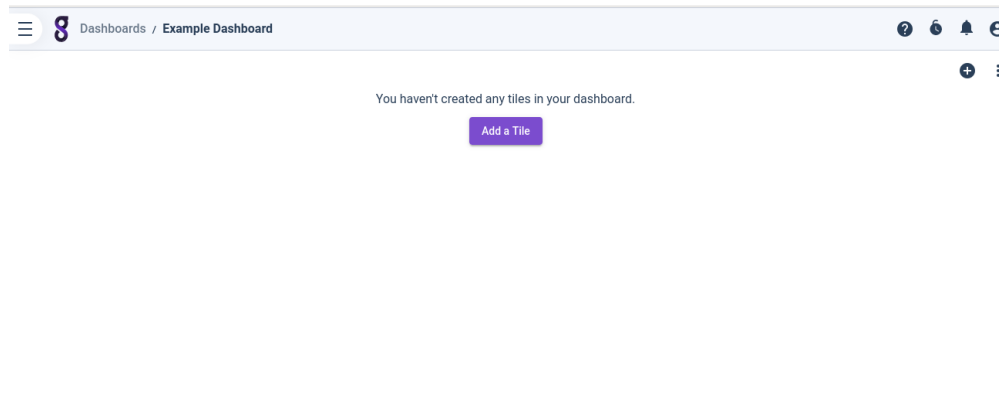 Dashboards / Example Dashboard
You haven't created any tiles in your dashboard.
Add a Tile